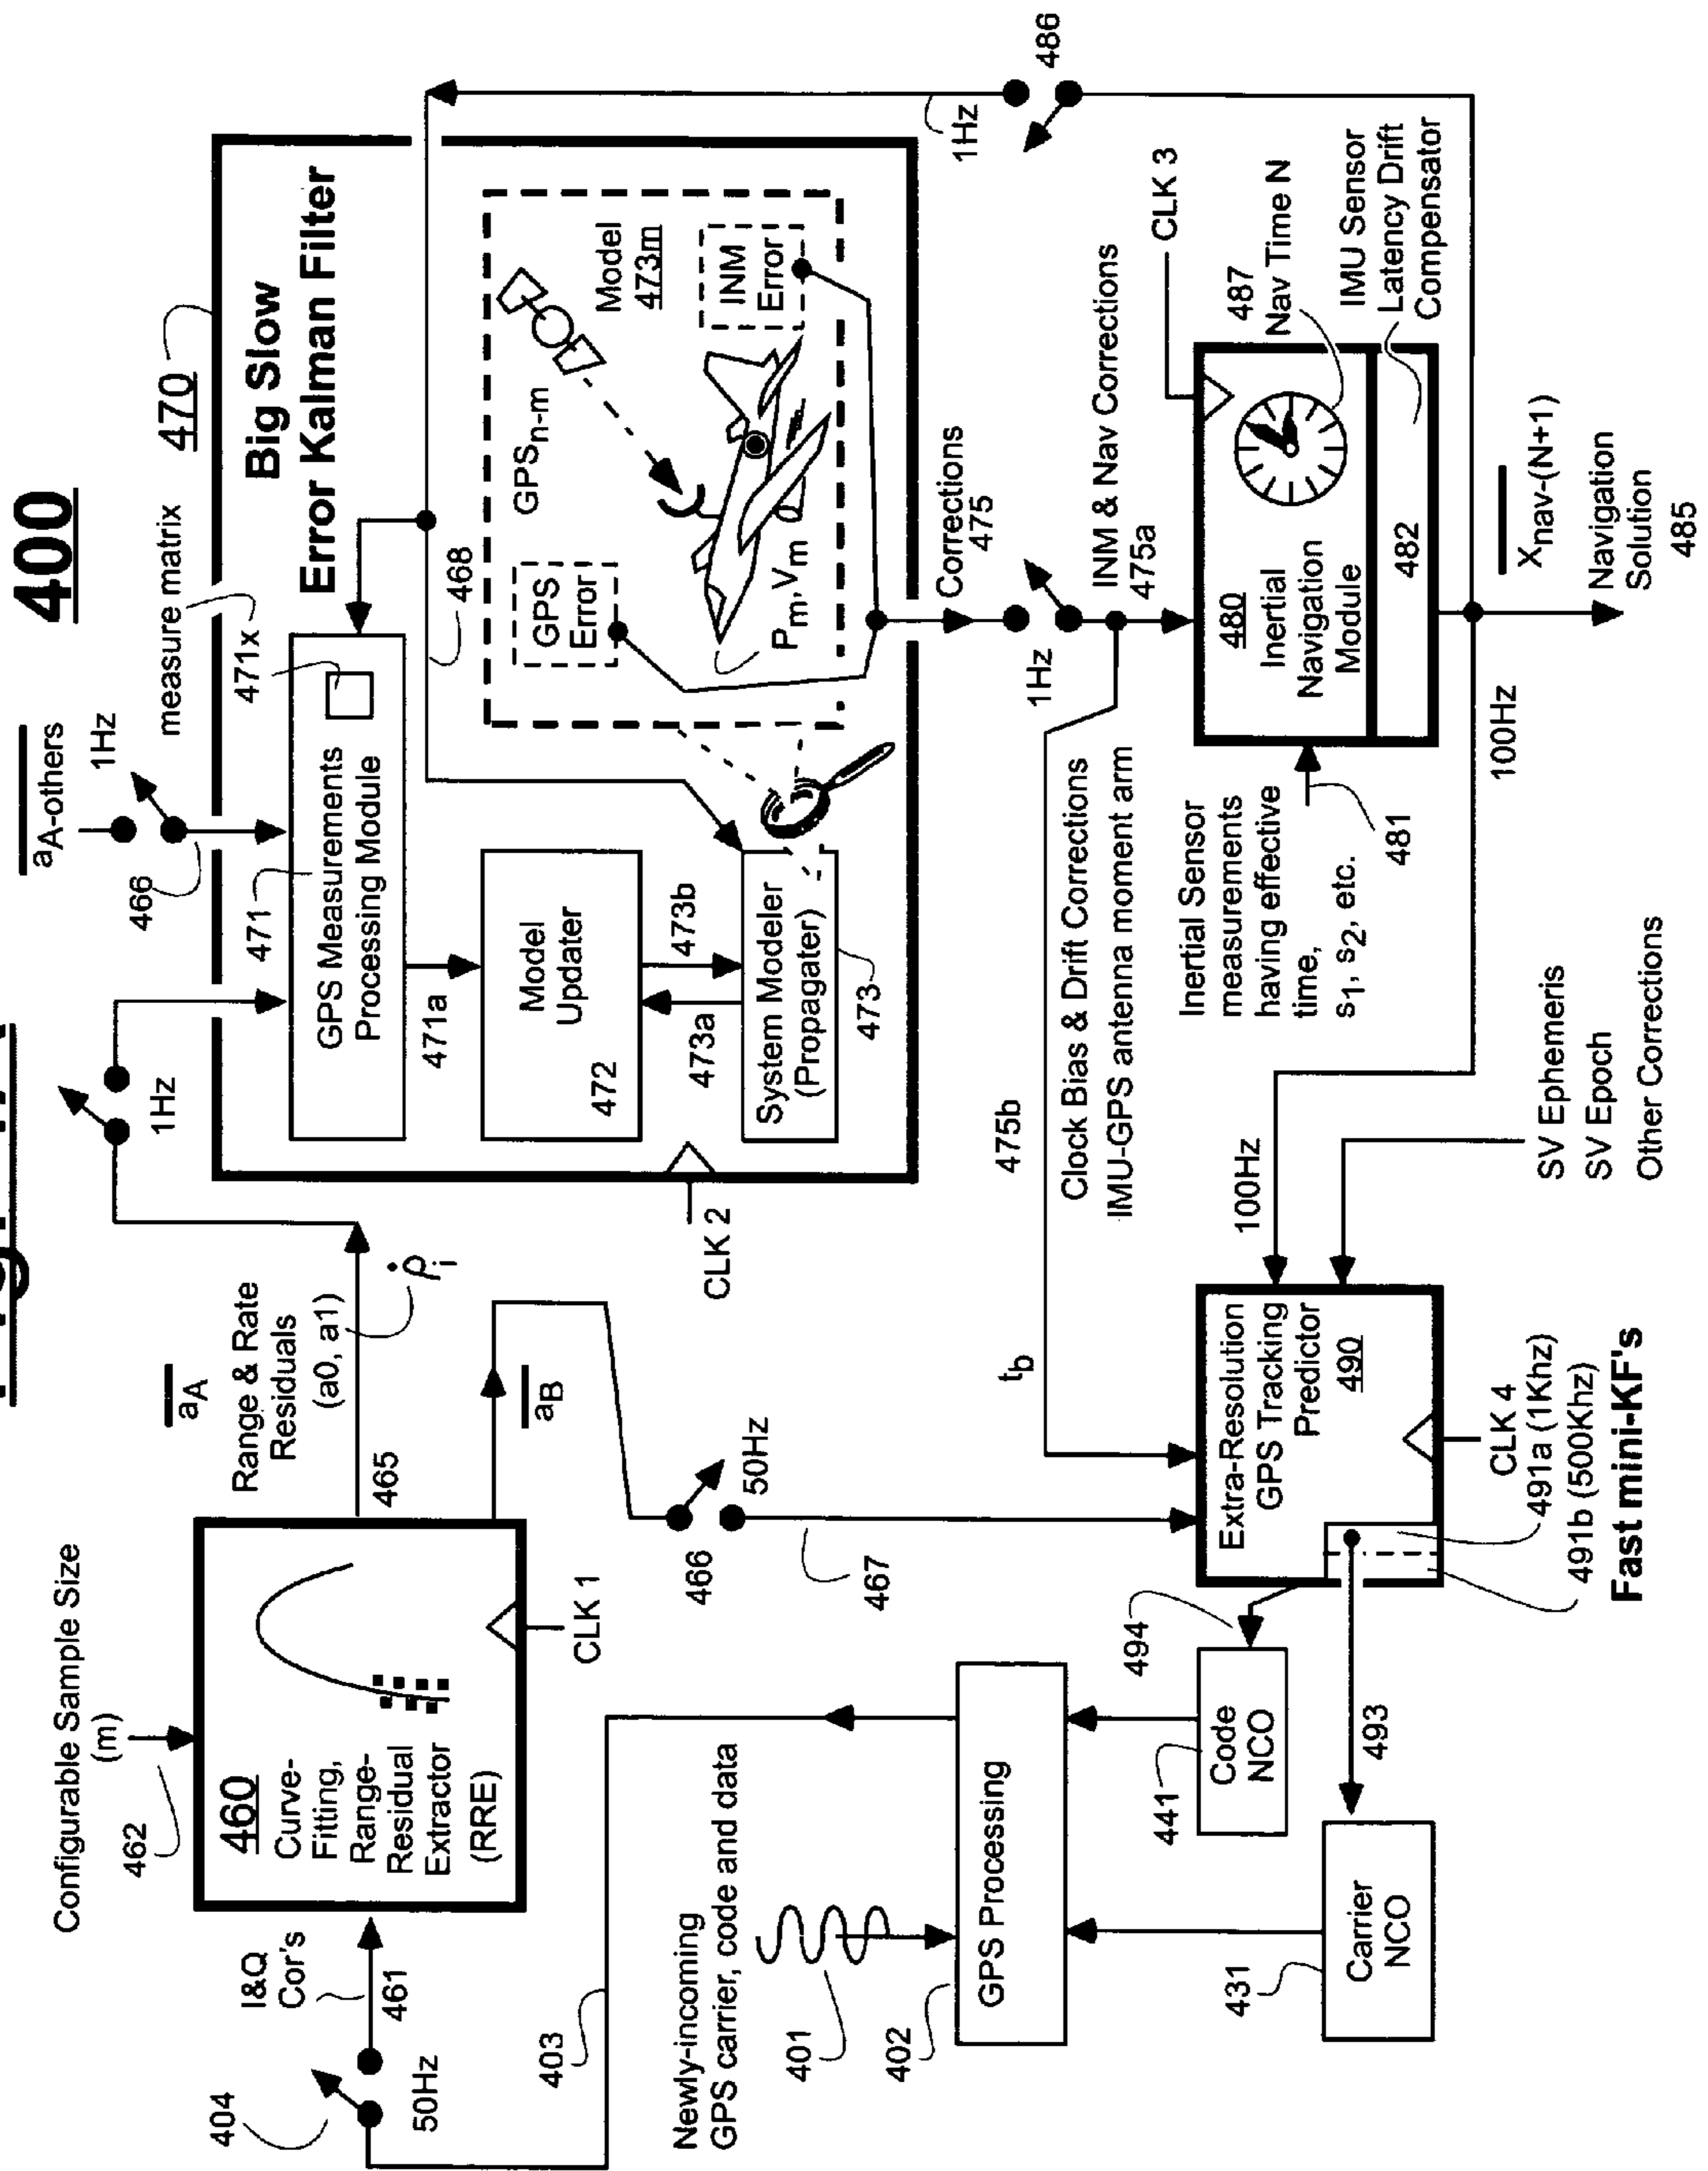 400
Configurable Sample Size
(m)
462
460
Curve-
Fitting,
Range-
Residual
Extractor
(RRE)
CLK 1
I&Q
Cor's
461
404
50Hz
403
aA
Range & Rate
Residuals
(a0, a1)
ρ̇i
465
aB
466
50Hz
467
1Hz
aA-others
1Hz
466
measure matrix
471x
470
Big Slow
Error Kalman Filter
471
GPS Measurements
Processing Module
471a
Model
Updater
472
473a
473b
System Modeler
(Propagater)
473
468
CLK 2
GPSn-m
Model
473m
GPS
Error
INM
Error
Pm, Vm
Corrections
475
1Hz
INM & Nav Corrections
475a
475b
Clock Bias & Drift Corrections
IMU-GPS antenna moment arm
tb
1Hz
486
CLK 3
480
Inertial
Navigation
Module
482
487
Nav Time N
IMU Sensor
Latency Drift
Compensator
Inertial Sensor
measurements
having effective
time,
s1, s2, etc.
481
100Hz
Xnav-(N+1)
Navigation
Solution
485
100Hz
SV Ephemeris
SV Epoch
Other Corrections
Extra-Resolution
GPS Tracking
Predictor
490
CLK 4
491a (1Khz)
491b (500Khz)
Fast mini-KF's
494
493
Newly-incoming
GPS carrier, code and data
401
402
GPS Processing
441
Code
NCO
431
Carrier
NCO